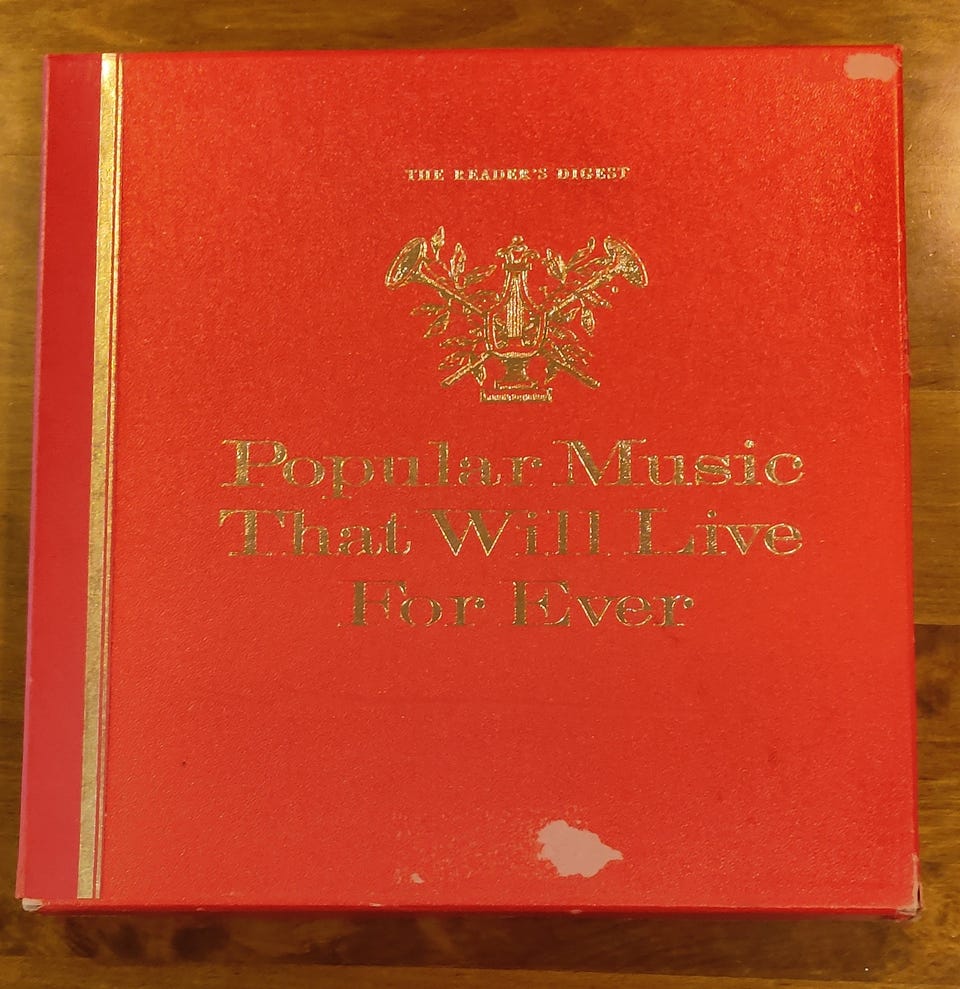 THE READER'S DIGEST
Popular Music
That Will Live
For Ever